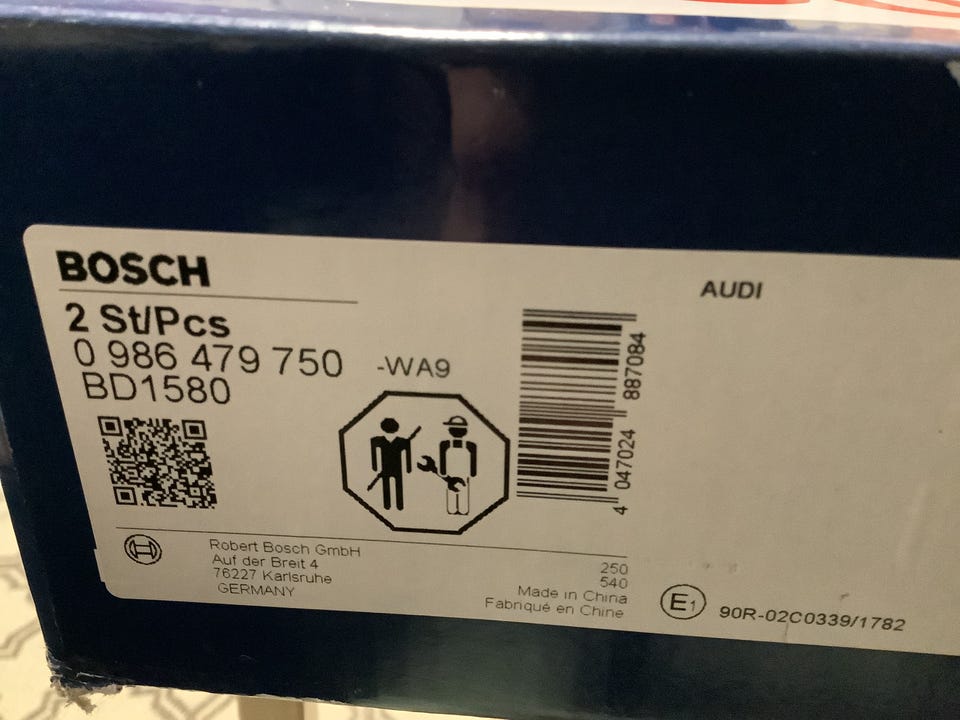 BOSCH
2 St/Pcs
0 986 479 750 -WA9
BD1580
AUDI
4 047024 887084
Robert Bosch GmbH
Auf der Breit 4
76227 Karlsruhe
GERMANY
250
540
Made in China
Fabriqué en Chine
E1 90R-02C0339/1782